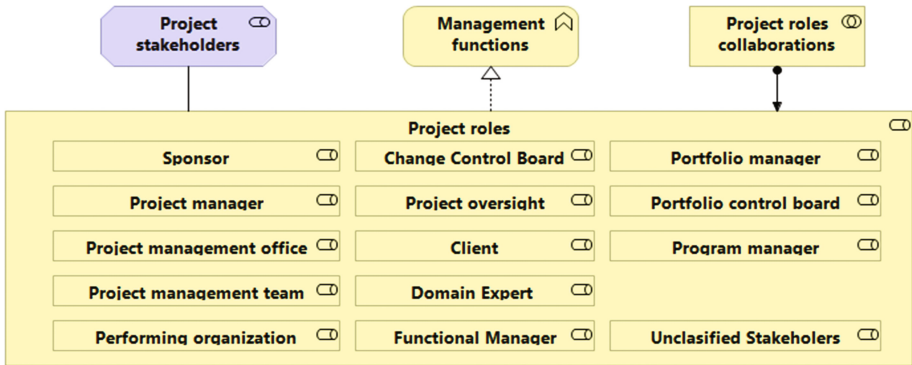 Project
stakeholders
Management
functions
Project roles
collaborations
Project roles
Sponsor
Change Control Board
Portfolio manager
Project manager
Project oversight
Portfolio control board
Project management office
Client
Program manager
Project management team
Domain Expert
Performing organization
Functional Manager
Unclasified Stakeholers